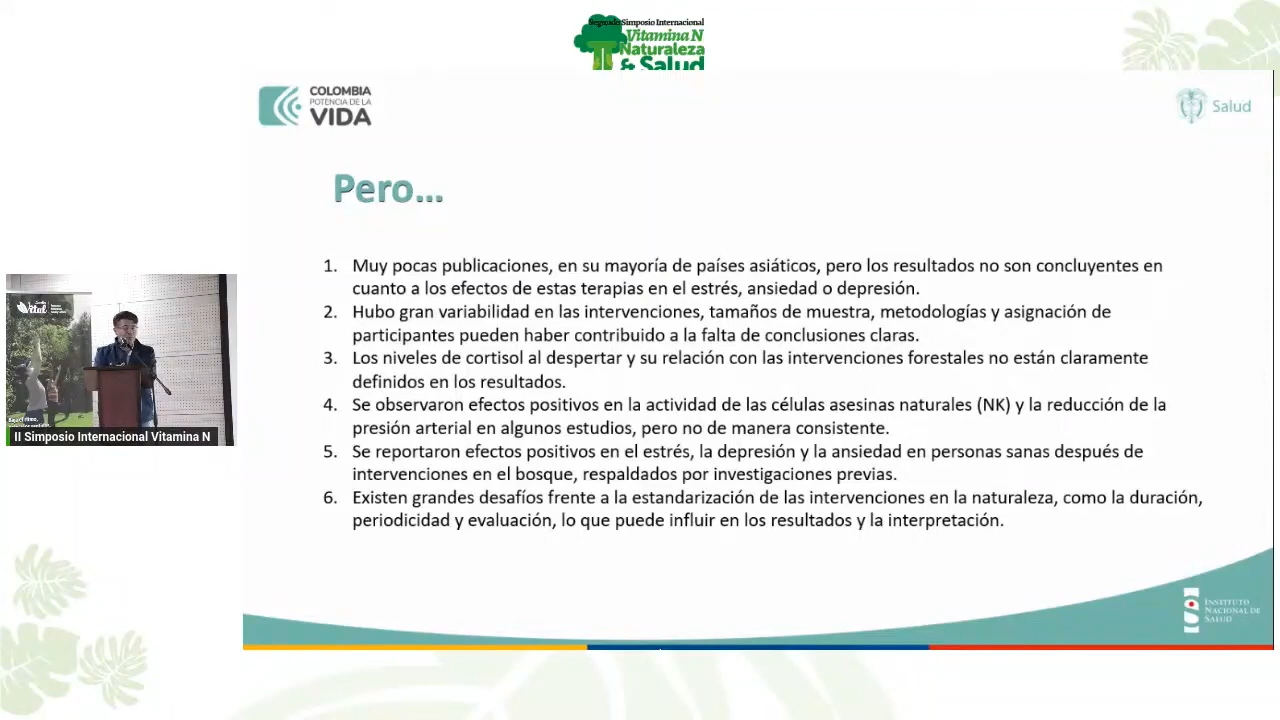 Segundo Simposio Internacional
Vitamina N
Naturaleza
& Salud
COLOMBIA
POTENCIA DE LA
VIDA
Salud
Pero...
1. Muy pocas publicaciones, en su mayoría de países asiáticos, pero los resultados no son concluyentes en
cuanto a los efectos de estas terapias en el estrés, ansiedad o depresión.
2. Hubo gran variabilidad en las intervenciones, tamaños de muestra, metodologías y asignación de
participantes pueden haber contribuido a la falta de conclusiones claras.
3. Los niveles de cortisol al despertar y su relación con las intervenciones forestales no están claramente
definidos en los resultados.
4. Se observaron efectos positivos en la actividad de las células asesinas naturales (NK) y la reducción de la
presión arterial en algunos estudios, pero no de manera consistente.
5. Se reportaron efectos positivos en el estrés, la depresión y la ansiedad en personas sanas después de
intervenciones en el bosque, respaldados por investigaciones previas.
6. Existen grandes desafíos frente a la estandarización de las intervenciones en la naturaleza, como la duración,
periodicidad y evaluación, lo que puede influir en los resultados y la interpretación.
Vital
II Simposio Internacional Vitamina N
INSTITUTO
NACIONAL DE
SALUD